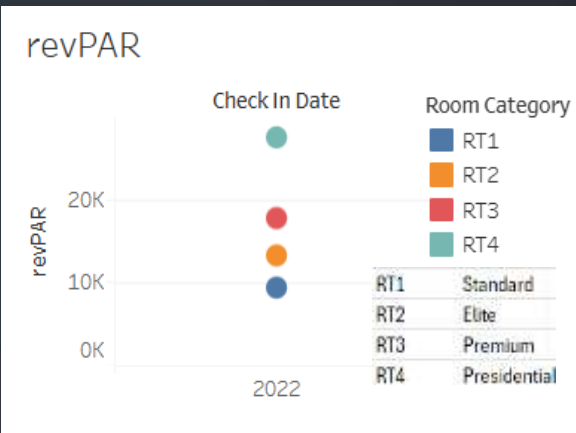 revPAR
Check In Date
Room Category
RT1
RT2
RT3
RT4
revPAR
20K
10K
0K
2022
RT1 Standard
RT2 Elite
RT3 Premium
RT4 Presidential